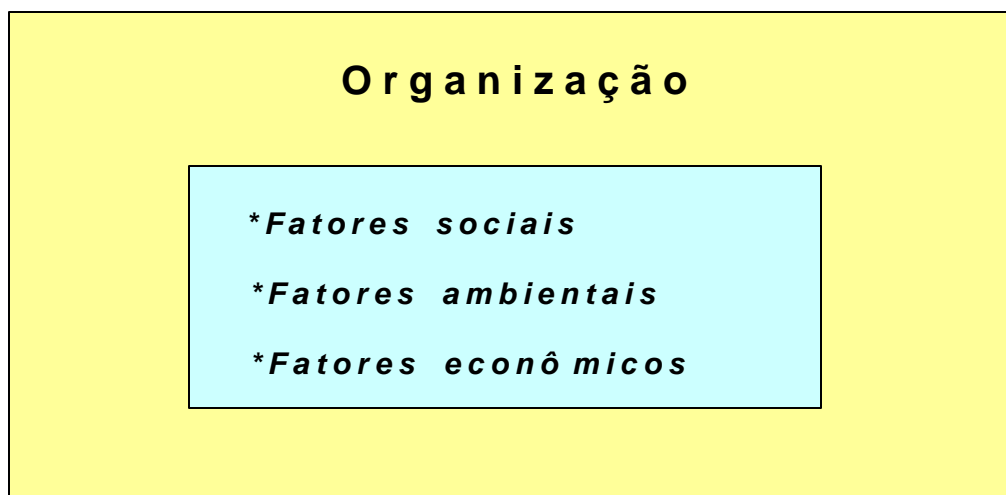 Organização
*Fatores sociais
*Fatores ambientais
*Fatores econômicos